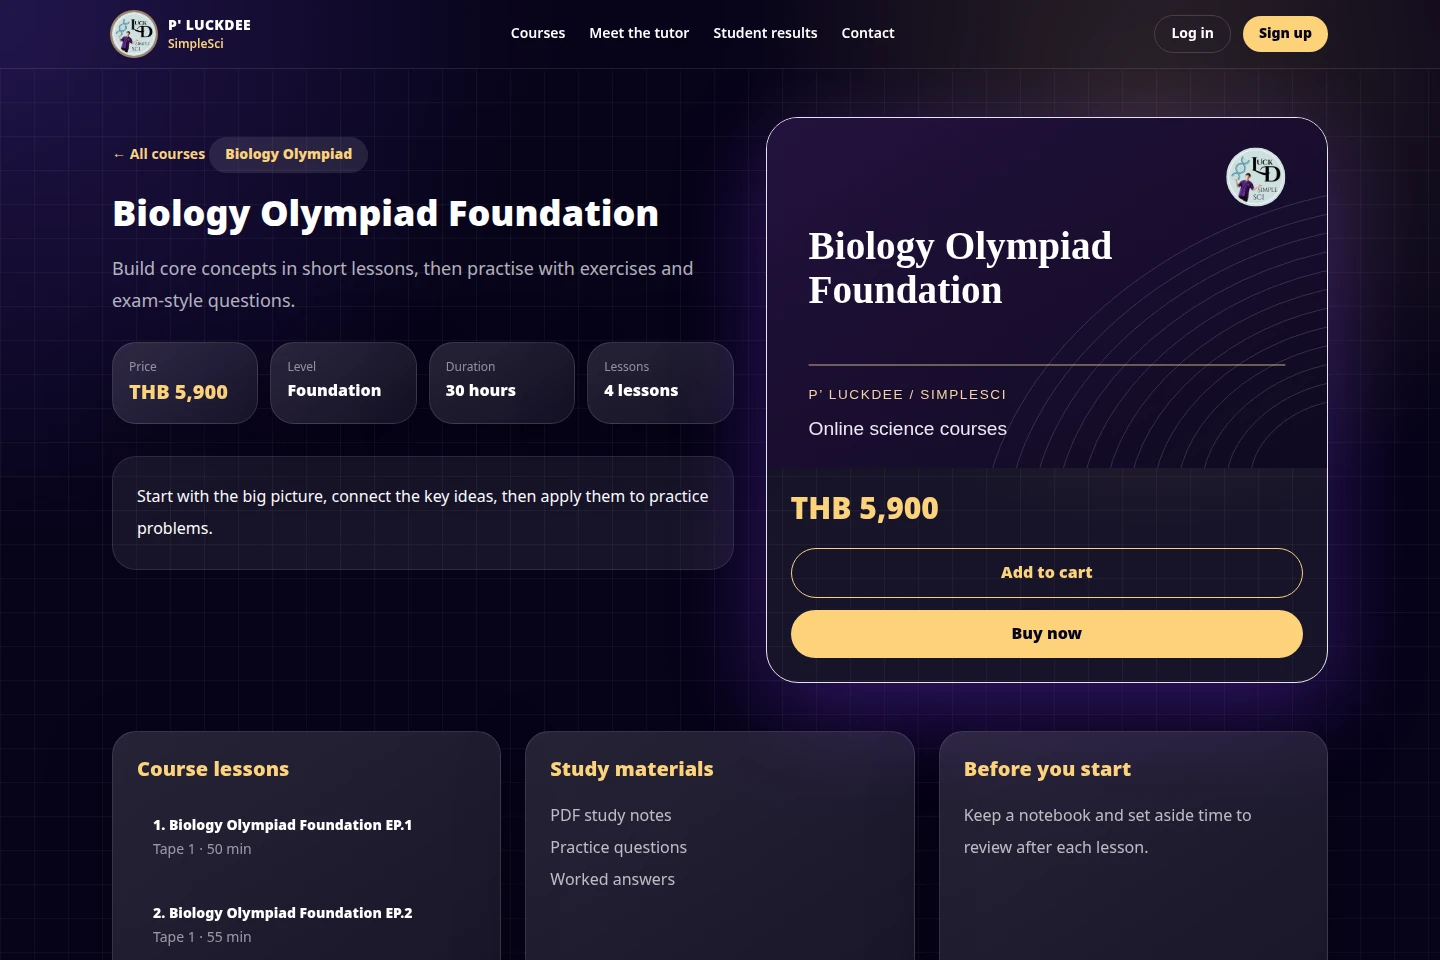 P' LUCKDEE
SimpleSci
Courses
Meet the tutor
Student results
Contact
Log in
Sign up
← All courses
Biology Olympiad
Biology Olympiad Foundation
Build core concepts in short lessons, then practise with exercises and
exam-style questions.
Price
THB 5,900
Level
Foundation
Duration
30 hours
Lessons
4 lessons
Start with the big picture, connect the key ideas, then apply them to practice
problems.
LUCK
D
SIMPLE
SCI
Biology Olympiad
Foundation
P' LUCKDEE / SIMPLESCI
Online science courses
THB 5,900
Add to cart
Buy now
Course lessons
1. Biology Olympiad Foundation EP.1
Tape 1 · 50 min
2. Biology Olympiad Foundation EP.2
Tape 1 · 55 min
Study materials
PDF study notes
Practice questions
Worked answers
Before you start
Keep a notebook and set aside time to
review after each lesson.